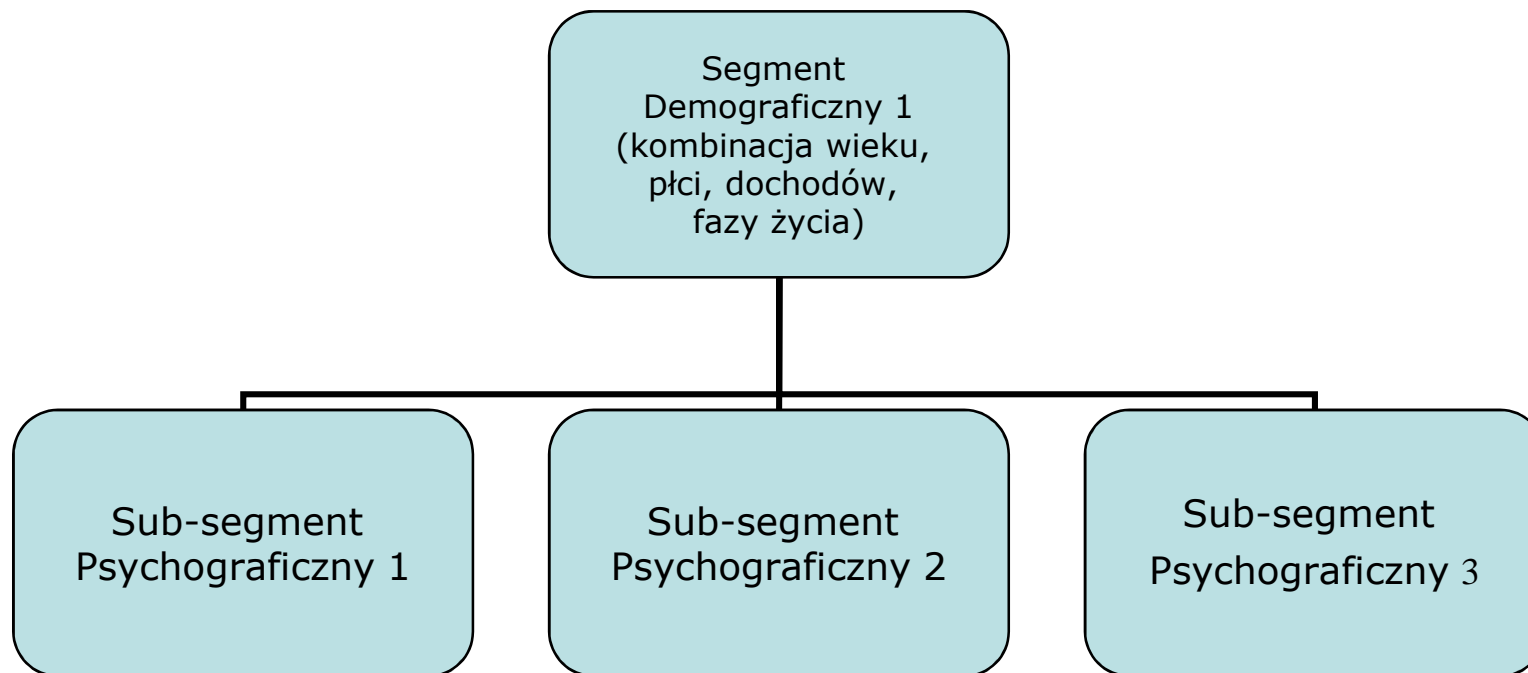 Segment
Demograficzny 1
(kombinacja wieku,
płci, dochodów,
fazy życia)
Sub-segment
Psychograficzny 1
Sub-segment
Psychograficzny 2
Sub-segment
Psychograficzny 3